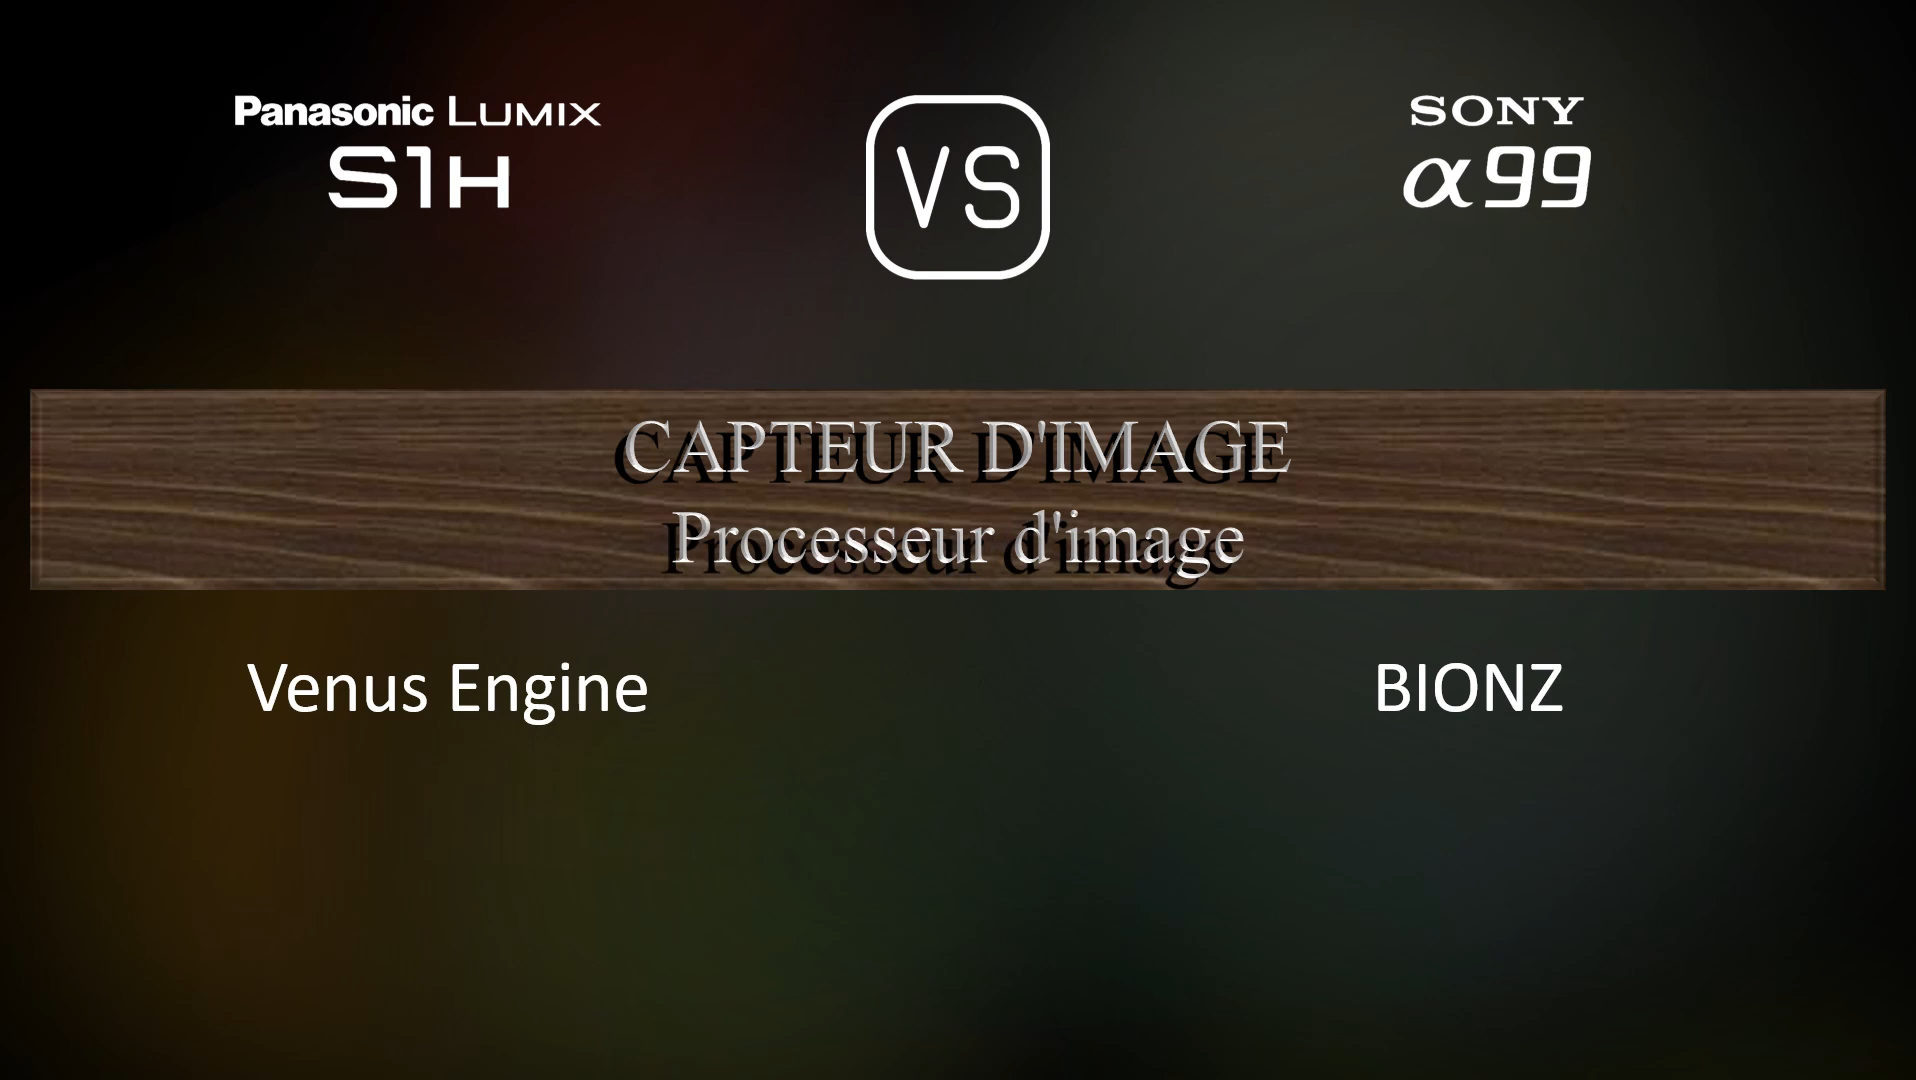 Panasonic LUMIX
S1H
VS
SONY
α99
CAPTEUR D'IMAGE
Processeur d'image
Venus Engine
BIONZ